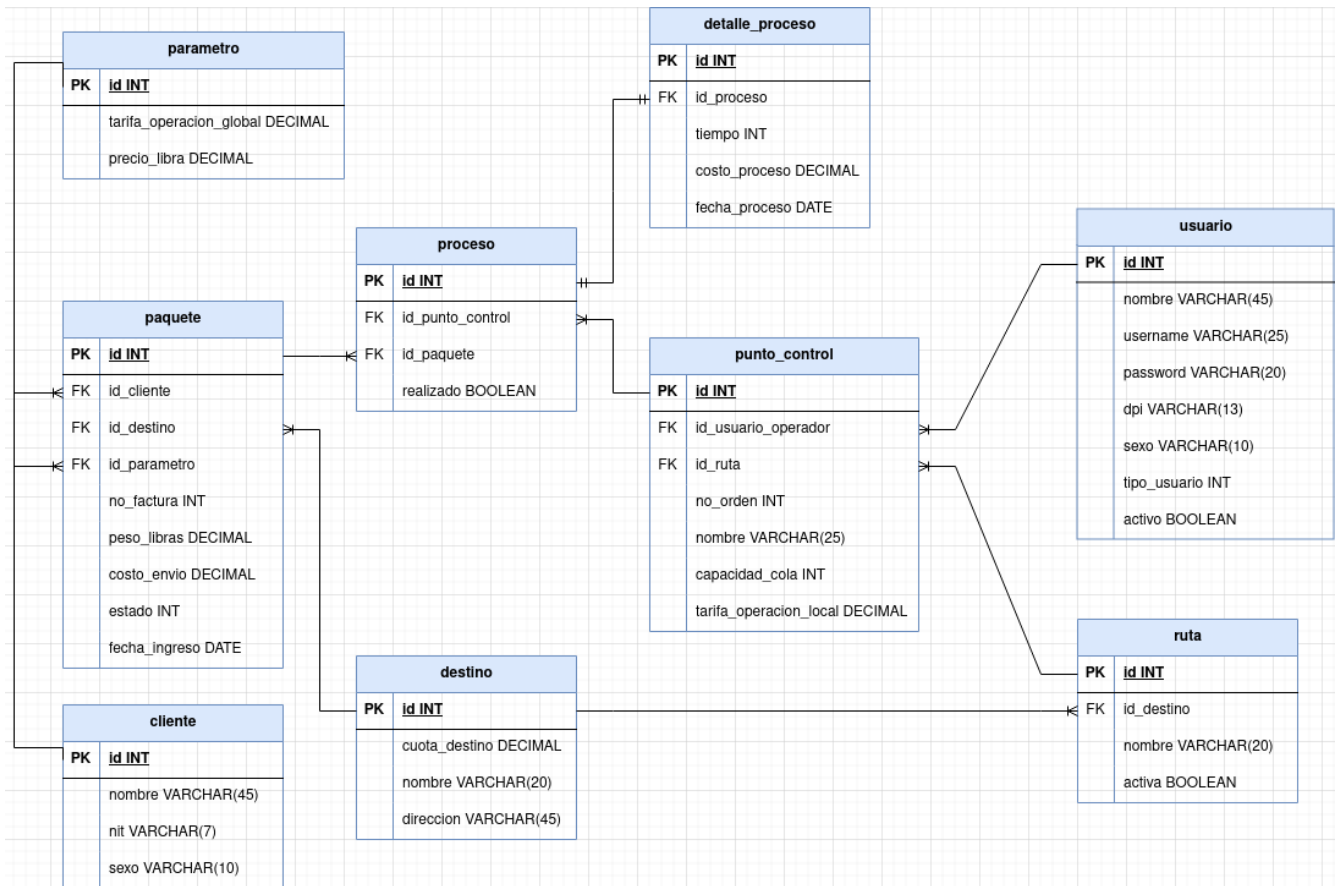 parametro
PK id INT
tarifa_operacion_global DECIMAL
precio_libra DECIMAL
detalle_proceso
PK id INT
FK id_proceso
tiempo INT
costo_proceso DECIMAL
fecha_proceso DATE
proceso
PK id INT
FK id_punto_control
FK id_paquete
realizado BOOLEAN
usuario
PK id INT
nombre VARCHAR(45)
username VARCHAR(25)
password VARCHAR(20)
dpi VARCHAR(13)
sexo VARCHAR(10)
tipo_usuario INT
activo BOOLEAN
paquete
PK id INT
FK id_cliente
FK id_destino
FK id_parametro
no_factura INT
peso_libras DECIMAL
costo_envio DECIMAL
estado INT
fecha_ingreso DATE
punto_control
PK id INT
FK id_usuario_operador
FK id_ruta
no_orden INT
nombre VARCHAR(25)
capacidad_cola INT
tarifa_operacion_local DECIMAL
ruta
PK id INT
FK id_destino
nombre VARCHAR(20)
activa BOOLEAN
destino
PK id INT
cuota_destino DECIMAL
nombre VARCHAR(20)
direccion VARCHAR(45)
cliente
PK id INT
nombre VARCHAR(45)
nit VARCHAR(7)
sexo VARCHAR(10)